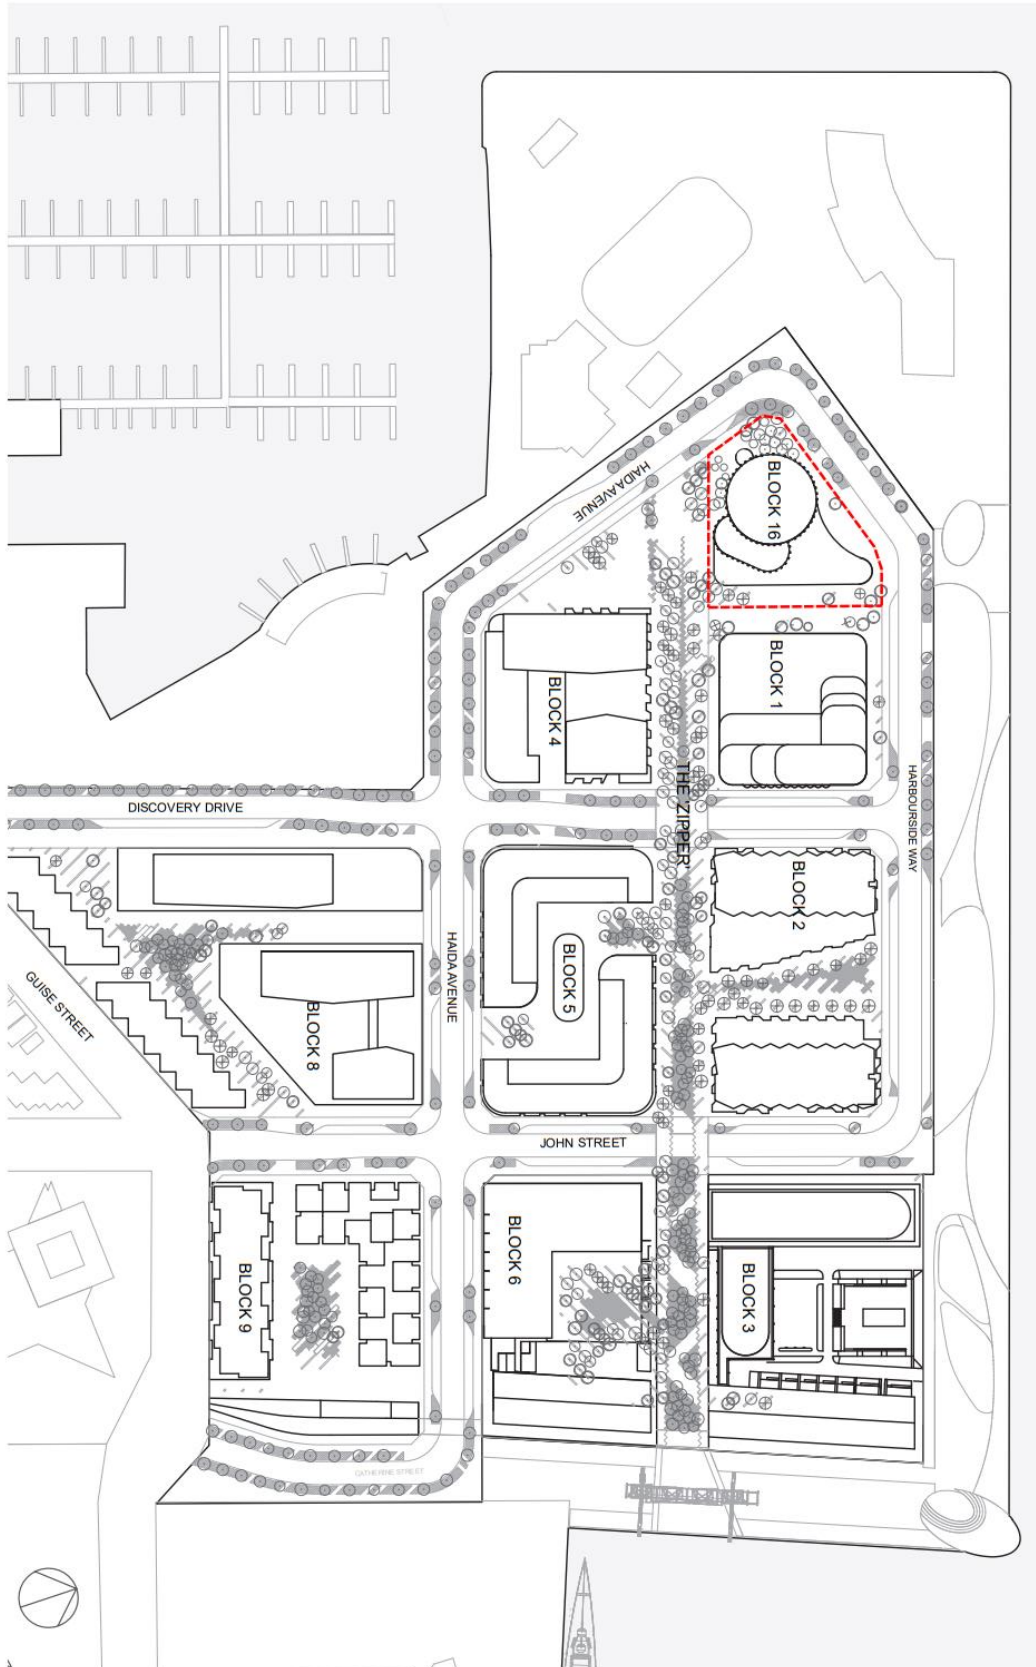 HAIDA AVENUE
BLOCK 16
BLOCK 1
BLOCK 4
THE 'ZIPPER'
HARBOURSIDE WAY
DISCOVERY DRIVE
BLOCK 2
BLOCK 5
HAIDA AVENUE
GUISE STREET
BLOCK 8
JOHN STREET
BLOCK 6
BLOCK 3
BLOCK 9
CATHERINE STREET